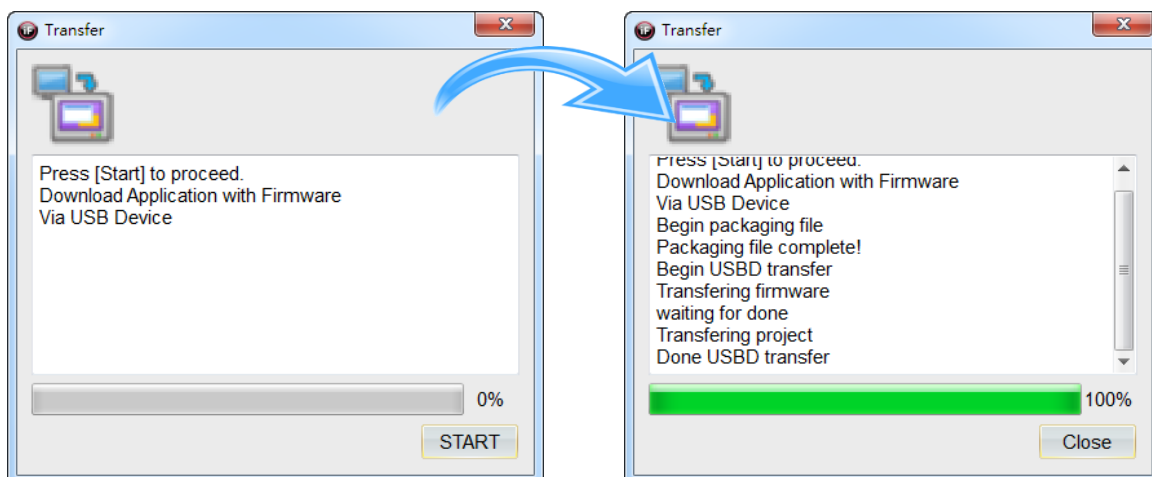 Transfer
Press [Start] to proceed.
Download Application with Firmware
Via USB Device
0%
START
Transfer
Press [Start] to proceed.
Download Application with Firmware
Via USB Device
Begin packaging file
Packaging file complete!
Begin USBD transfer
Transfering firmware
waiting for done
Transfering project
Done USBD transfer
100%
Close